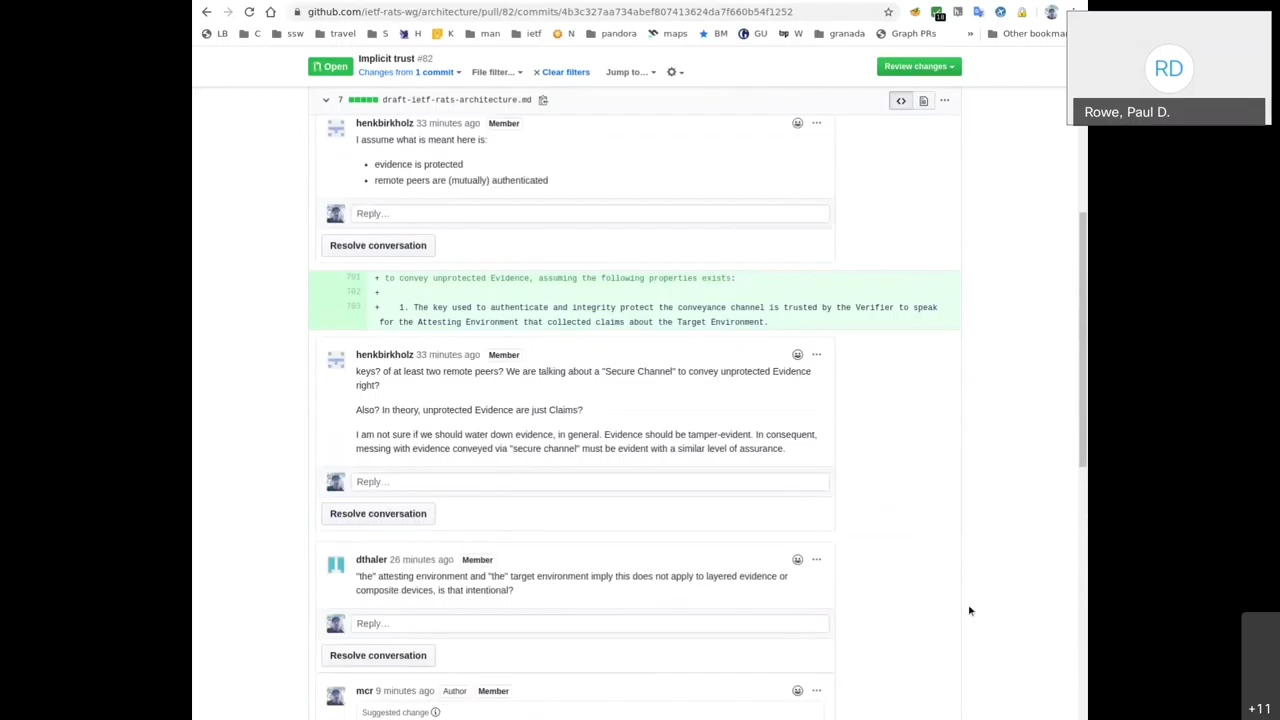 github.com/ietf-rats-wg/architecture/pull/82/commits/4b3c327aa734abef807413624da7f660b54f1252
18
LB C ssw travel S H K man ietf N pandora maps BM GU bp W granada Graph PRs » Other bookmar
RD
Rowe, Paul D.
Open
Implicit trust #82
Changes from 1 commit File filter... Clear filters Jump to...
Review changes
7 draft-ietf-rats-architecture.md
henkbirkholz 33 minutes ago Member
I assume what is meant here is:
• evidence is protected
• remote peers are (mutually) authenticated
Reply...
Resolve conversation
701 + to convey unprotected Evidence, assuming the following properties exists:
702 +
703 + 1. The key used to authenticate and integrity protect the conveyance channel is trusted by the Verifier to speak
for the Attesting Environment that collected claims about the Target Environment.
henkbirkholz 33 minutes ago Member
keys? of at least two remote peers? We are talking about a "Secure Channel" to convey unprotected Evidence
right?
Also? In theory, unprotected Evidence are just Claims?
I am not sure if we should water down evidence, in general. Evidence should be tamper-evident. In consequent,
messing with evidence conveyed via "secure channel" must be evident with a similar level of assurance.
Reply...
Resolve conversation
dthaler 26 minutes ago Member
"the" attesting environment and "the" target environment imply this does not apply to layered evidence or
composite devices, is that intentional?
Reply...
Resolve conversation
mcr 9 minutes ago Author Member
Suggested change
+11